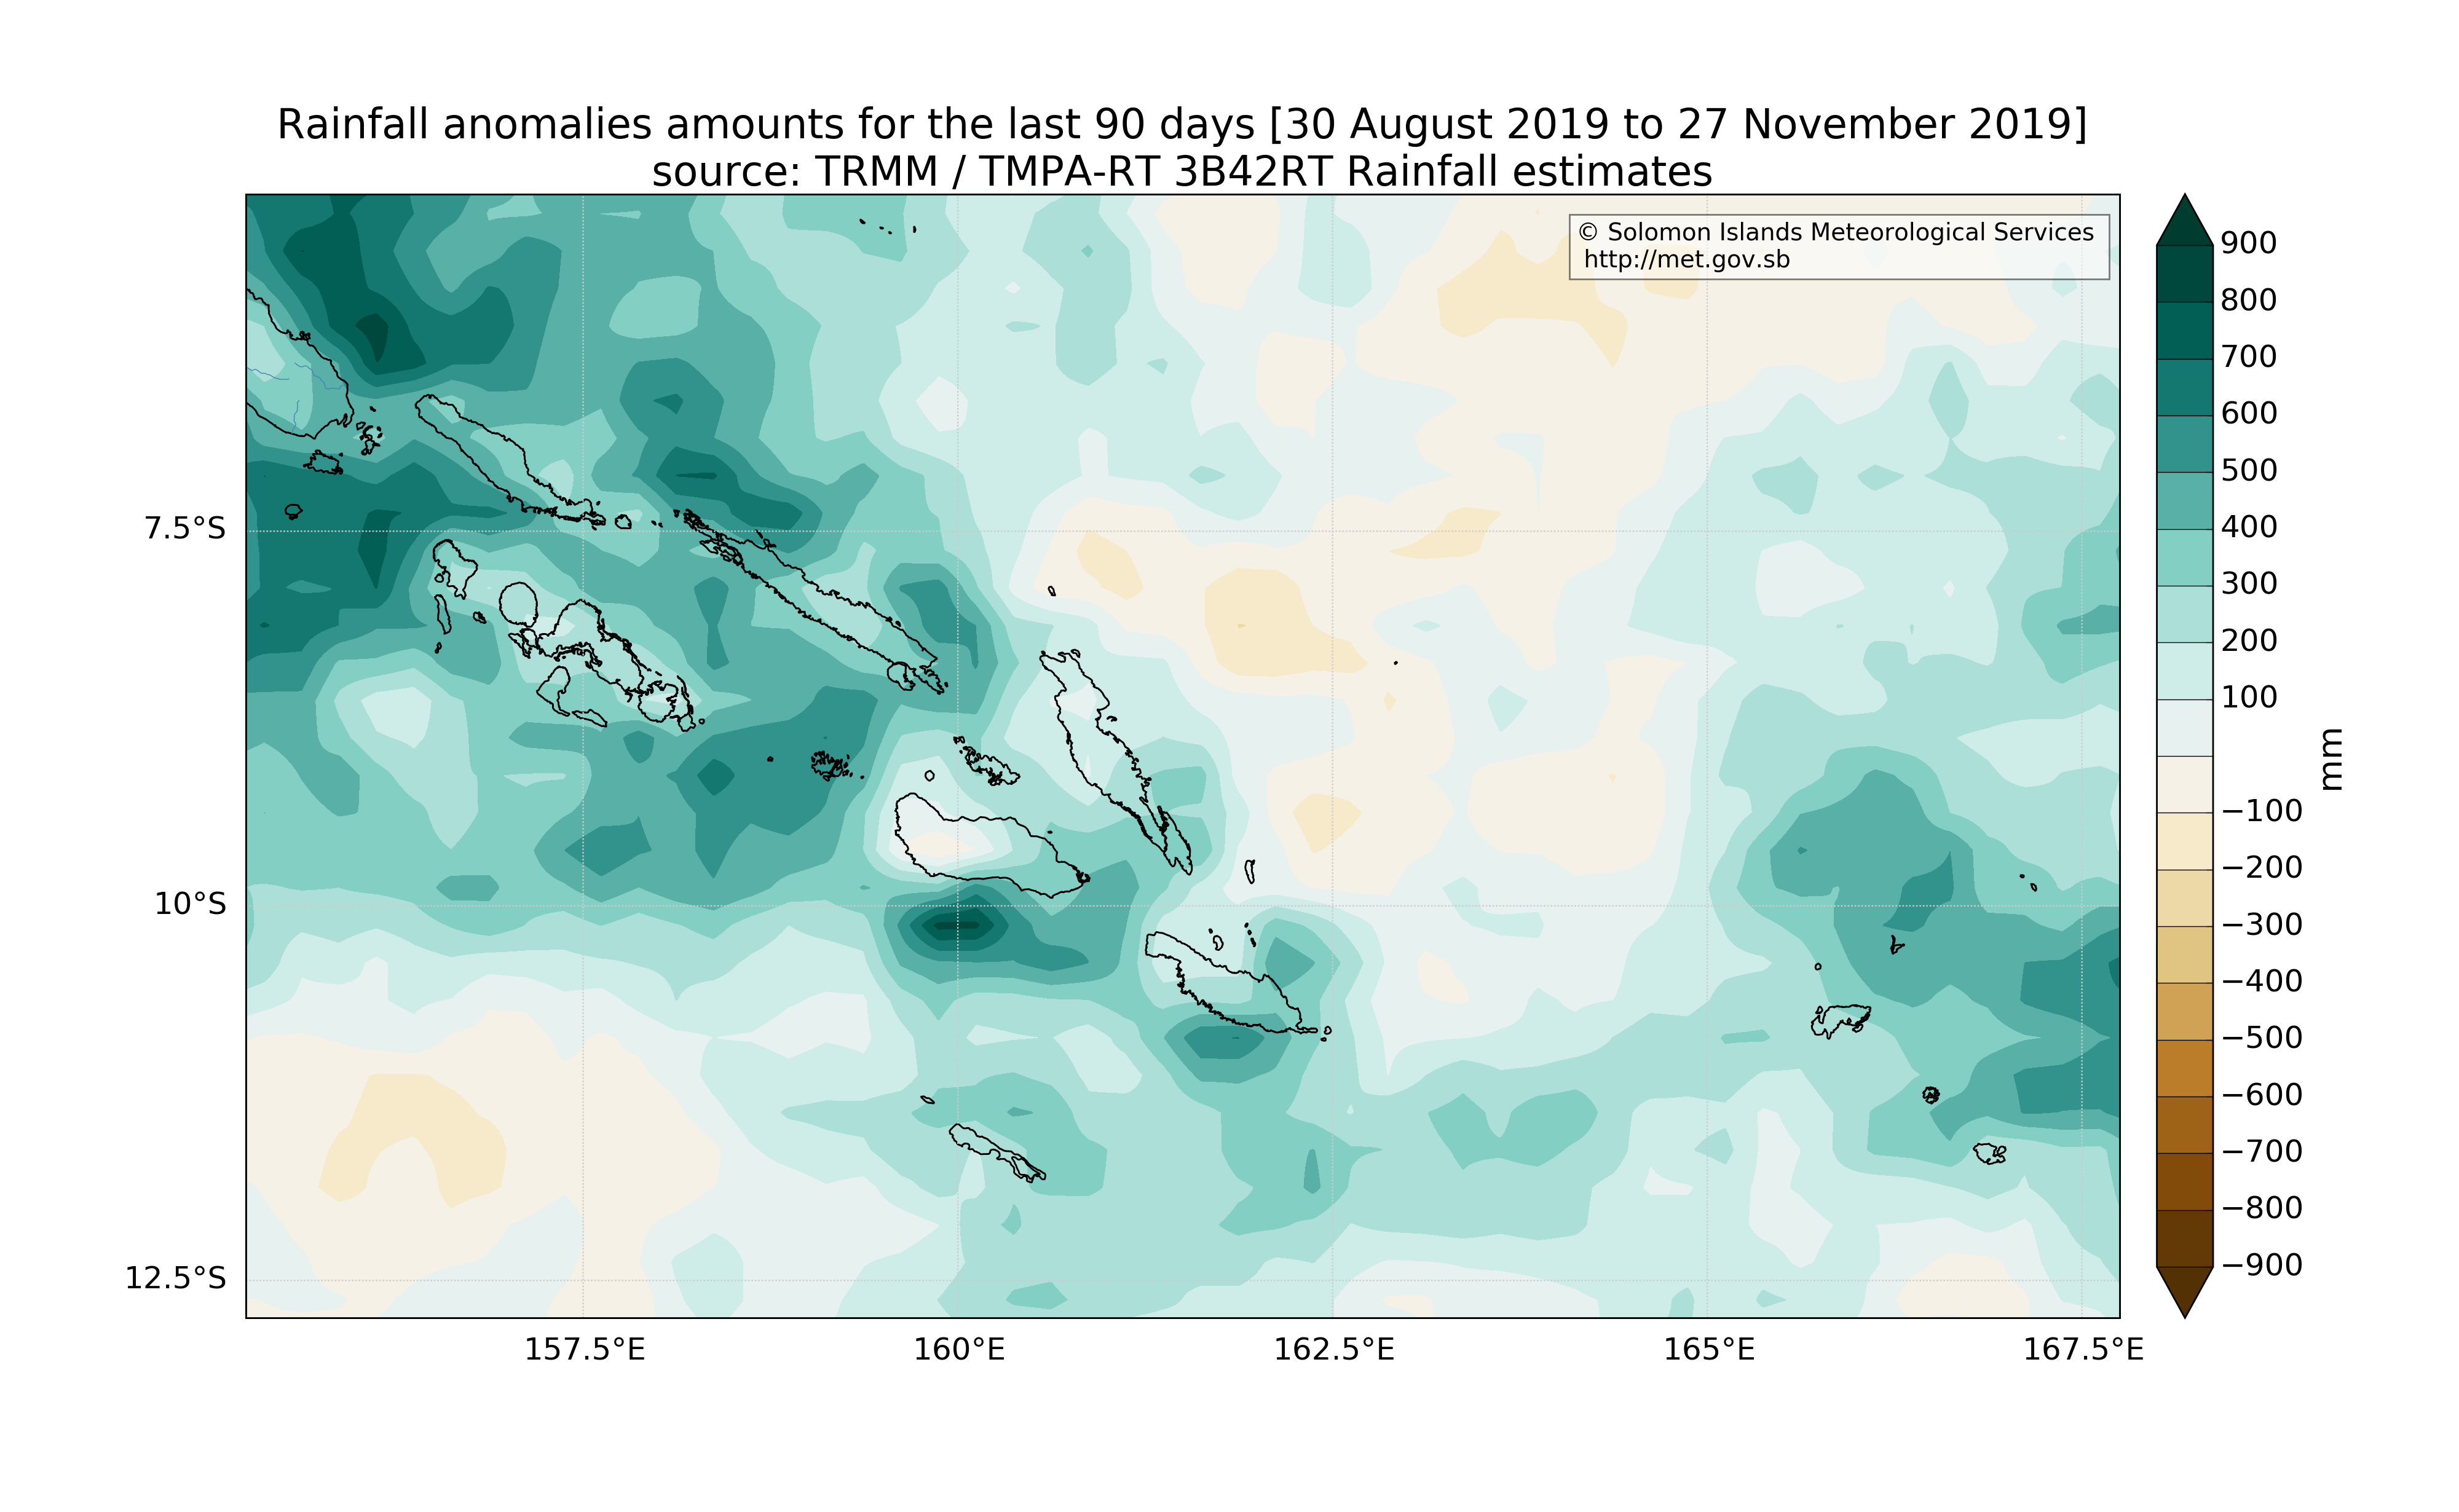 Rainfall anomalies amounts for the last 90 days [30 August 2019 to 27 November 2019]
source: TRMM / TMPA-RT 3B42RT Rainfall estimates
© Solomon Islands Meteorological Services
http://met.gov.sb
7.5°S
10°S
12.5°S
157.5°E
160°E
162.5°E
165°E
167.5°E
900
800
700
600
500
400
300
200
100
−100
−200
−300
−400
−500
−600
−700
−800
−900
mm